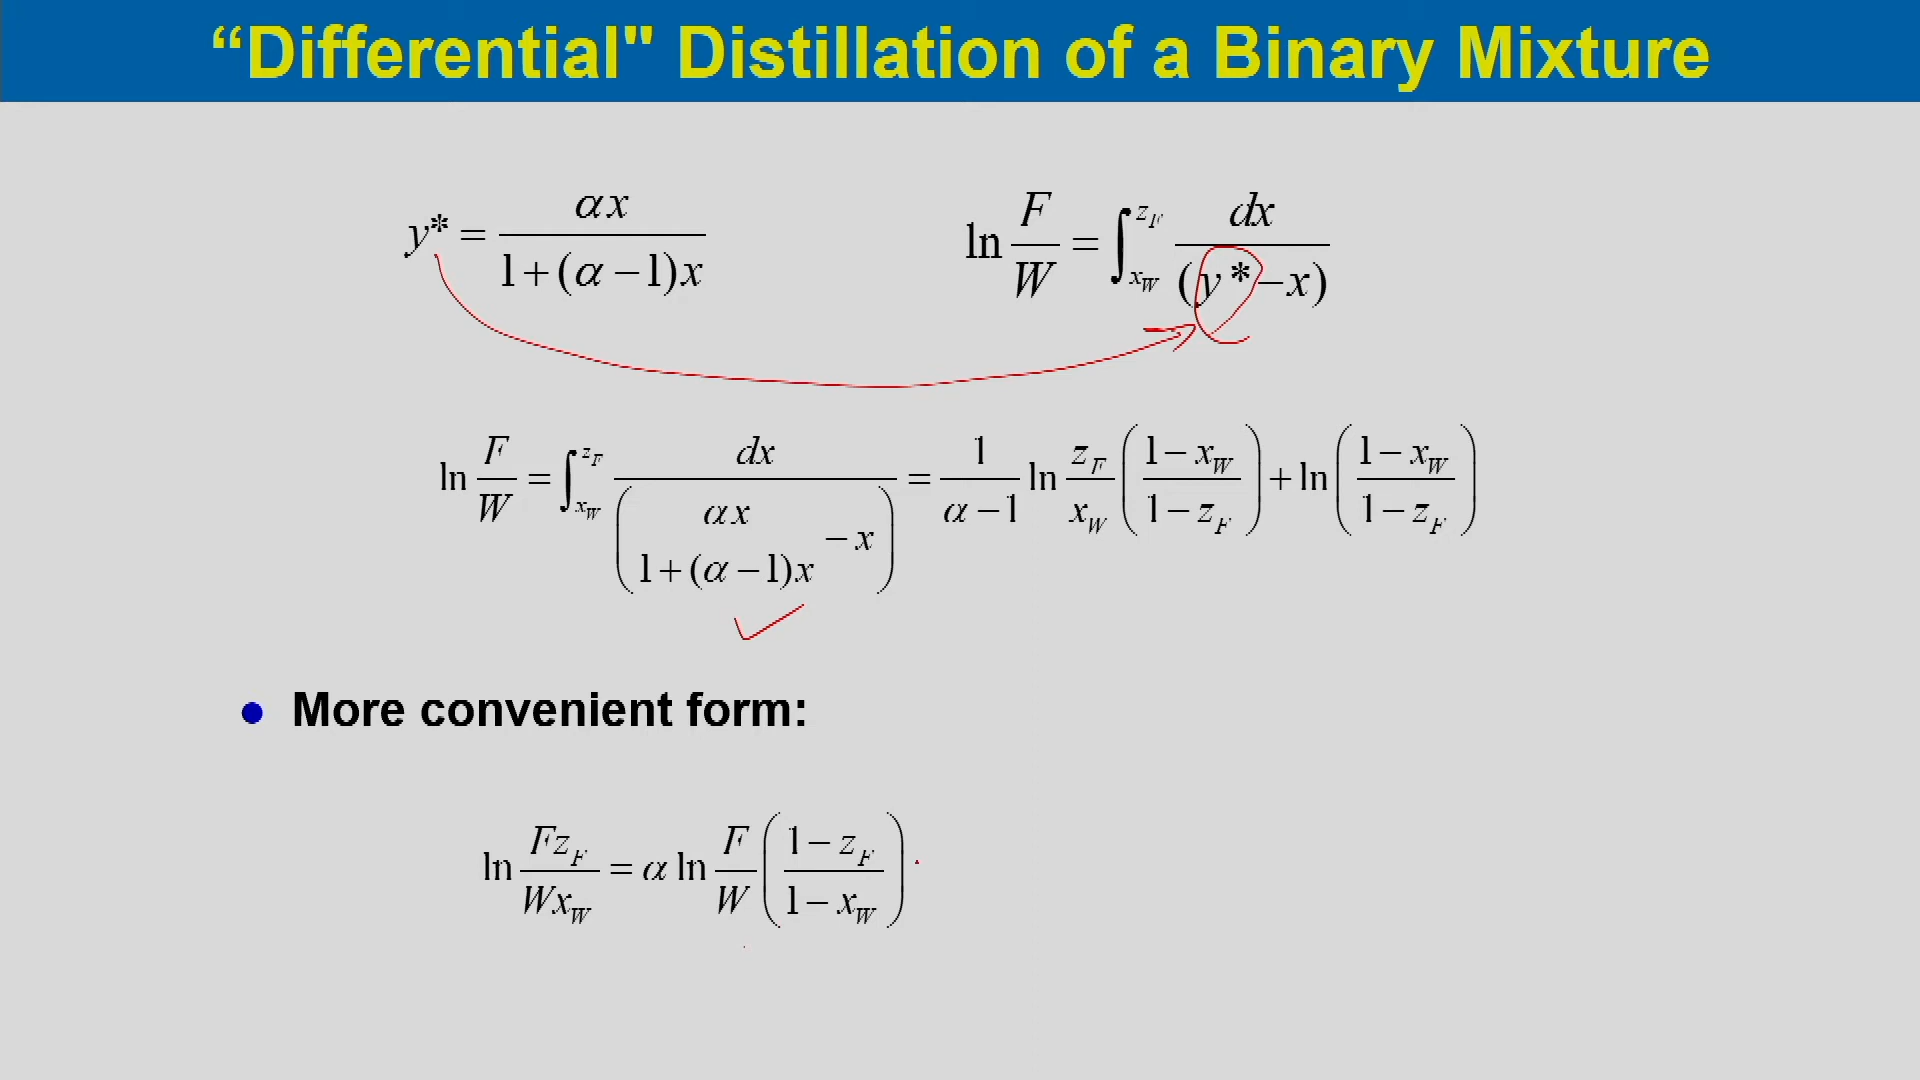 “Differential" Distillation of a Binary Mixture
y* = αx / (1+(α−1)x)
ln F/W = ∫_{x_W}^{z_F} dx / (y*−x)
ln F/W = ∫_{x_W}^{z_F} dx / (αx / 1+(α−1)x − x) = 1/(α−1) ln z_F/x_W ((1−x_W)/(1−z_F)) + ln((1−x_W)/(1−z_F))
• More convenient form:
ln Fz_F/Wx_W = α ln F/W ((1−z_F)/(1−x_W))